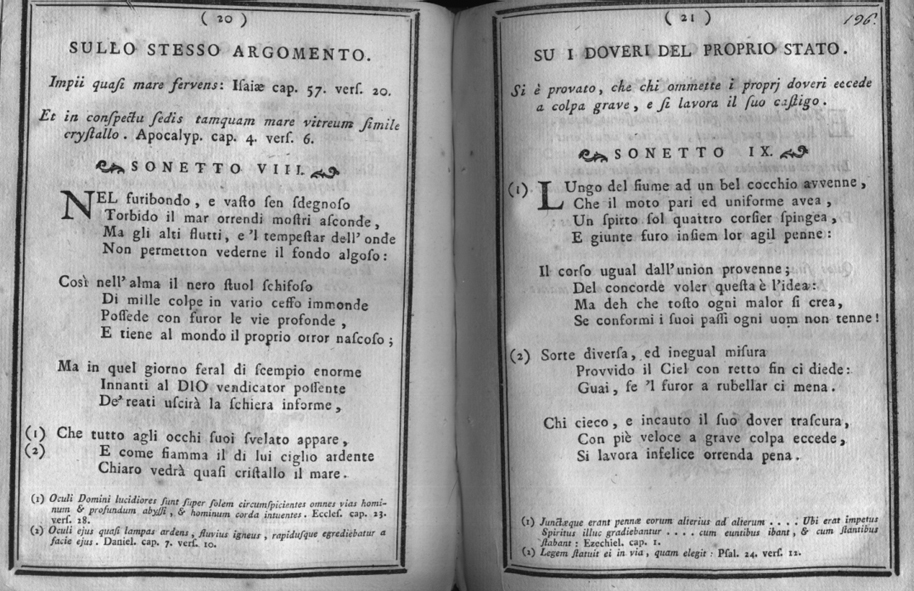 ( 20 )
SULLO STESSO ARGOMENTO.
Impii quaſi mare fervens: Iſaiæ cap. 57. verſ. 20.
Et in conſpectu ſedis tamquam mare vitreum ſimile
cryſtallo. Apocalyp. cap. 4. verſ. 6.
SONETTO VIII.
NEL furibondo, e vaſto ſen ſdegnoſo
Torbido il mar orrendi moſtri aſconde,
Ma gli alti flutti, e 'l tempeſtar dell' onde
Non permetton vederne il fondo algoſo:
Così nell' alma il nero ſtuol ſchifoſo
Di mille colpe in vario ceffo immonde
Poſſede con furor le vie profonde,
E tiene al mondo il proprio orror naſcoſo;
Ma in quel giorno feral di ſcempio enorme
Innanti al DIO vendicator poſſente
De' reati uſcirà la ſchiera informe,
(1) Che tutto agli occhi ſuoi ſvelato appare,
(2) E come fiamma il di lui ciglio ardente
Chiaro vedrà quaſi criſtallo il mare.
(1) Oculi Domini lucidiores ſunt ſuper ſolem circumſpicientes omnes vias homi-
num & profundum abyſſi, & hominum corda intuentes. Eccleſ. cap. 23.
verſ. 28.
(2) Oculi ejus quaſi lampas ardens, fluvius igneus, rapiduſque egrediebatur a
facie ejus. Daniel. cap. 7. verſ. 10.
( 21 )
196.
SU I DOVERI DEL PROPRIO STATO.
Si è provato, che chi ommette i proprj doveri eccede
a colpa grave, e ſi lavora il ſuo caſtigo.
SONETTO IX.
(1) LUngo del fiume ad un bel cocchio avvenne,
Che il moto pari ed uniforme avea,
Un ſpirto ſol quattro corſier ſpingea,
E giunte furo inſiem lor agil penne:
Il corſo ugual dall' union provenne;
Del concorde voler queſta è l'idea:
Ma deh che toſto ogni malor ſi crea,
Se conformi i ſuoi paſſi ogni uom non tenne!
(2) Sorte diverſa, ed inegual miſura
Provvido il Ciel con retto fin ci diede:
Guai, ſe 'l furor a rubellar ci mena.
Chi cieco, e incauto il ſuo dover traſcura,
Con piè veloce a grave colpa eccede,
Si lavora infelice orrenda pena.
(1) Junctæque erant pennæ eorum alterius ad alterum .... Ubi erat impetus
Spiritus illuc gradiebantur .... cum euntibus ibant, & cum ſtantibus
ſtabant: Ezechiel. cap. 1.
(2) Legem ſtatuit ei in via, quam elegit: Pſal. 24. verſ. 12.